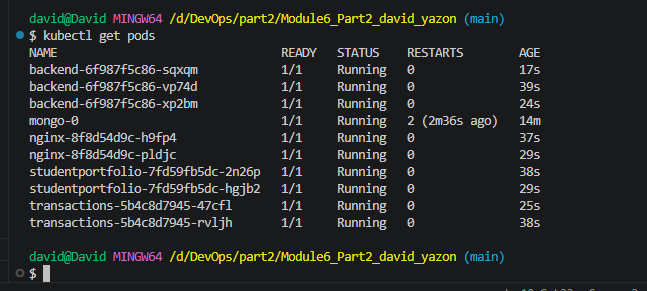 david@David MINGW64 /d/DevOps/part2/Module6_Part2_david_yazon (main)
$ kubectl get pods
NAME READY STATUS RESTARTS AGE
backend-6f987f5c86-sqxqm 1/1 Running 0 17s
backend-6f987f5c86-vp74d 1/1 Running 0 39s
backend-6f987f5c86-xp2bm 1/1 Running 0 24s
mongo-0 1/1 Running 2 (2m36s ago) 14m
nginx-8f8d54d9c-h9fp4 1/1 Running 0 37s
nginx-8f8d54d9c-pldjc 1/1 Running 0 29s
studentportfolio-7fd59fb5dc-2n26p 1/1 Running 0 38s
studentportfolio-7fd59fb5dc-hgjb2 1/1 Running 0 29s
transactions-5b4c8d7945-47cfl 1/1 Running 0 25s
transactions-5b4c8d7945-rvljh 1/1 Running 0 38s
david@David MINGW64 /d/DevOps/part2/Module6_Part2_david_yazon (main)
$